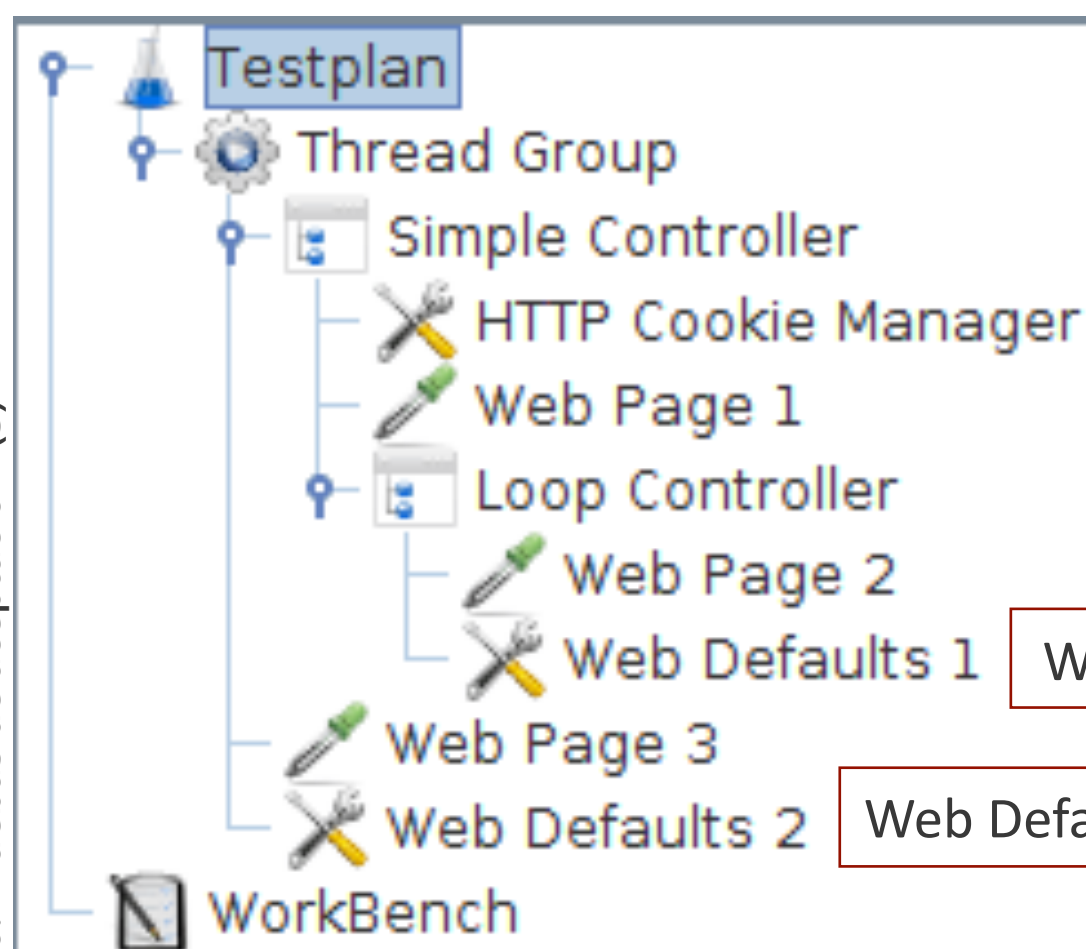 Testplan
Thread Group
Simple Controller
HTTP Cookie Manager
Web Page 1
Loop Controller
Web Page 2
Web Defaults 1
Web Page 3
Web Defaults 2
Web
WorkBench